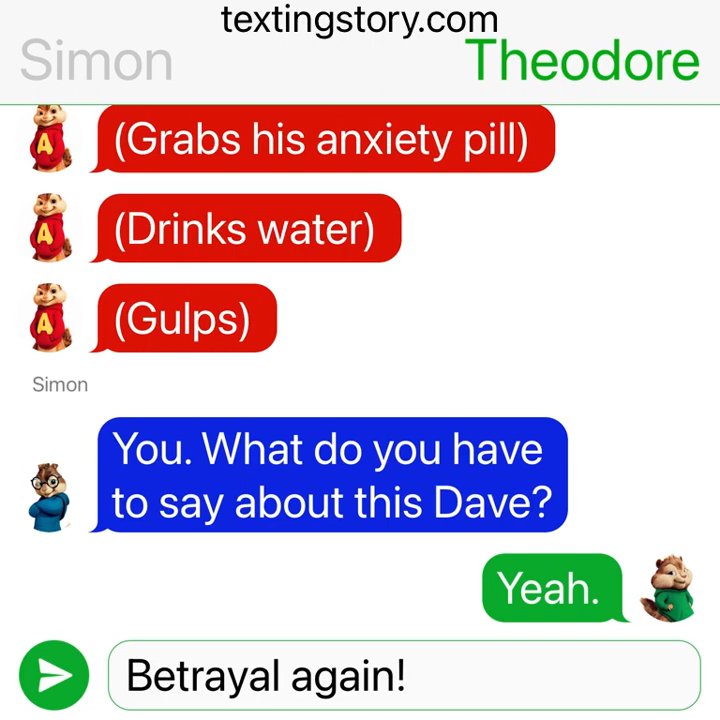 textingstory.com
Simon
Theodore
A
(Grabs his anxiety pill)
A
(Drinks water)
A
(Gulps)
Simon
You. What do you have
to say about this Dave?
Yeah.
Betrayal again!